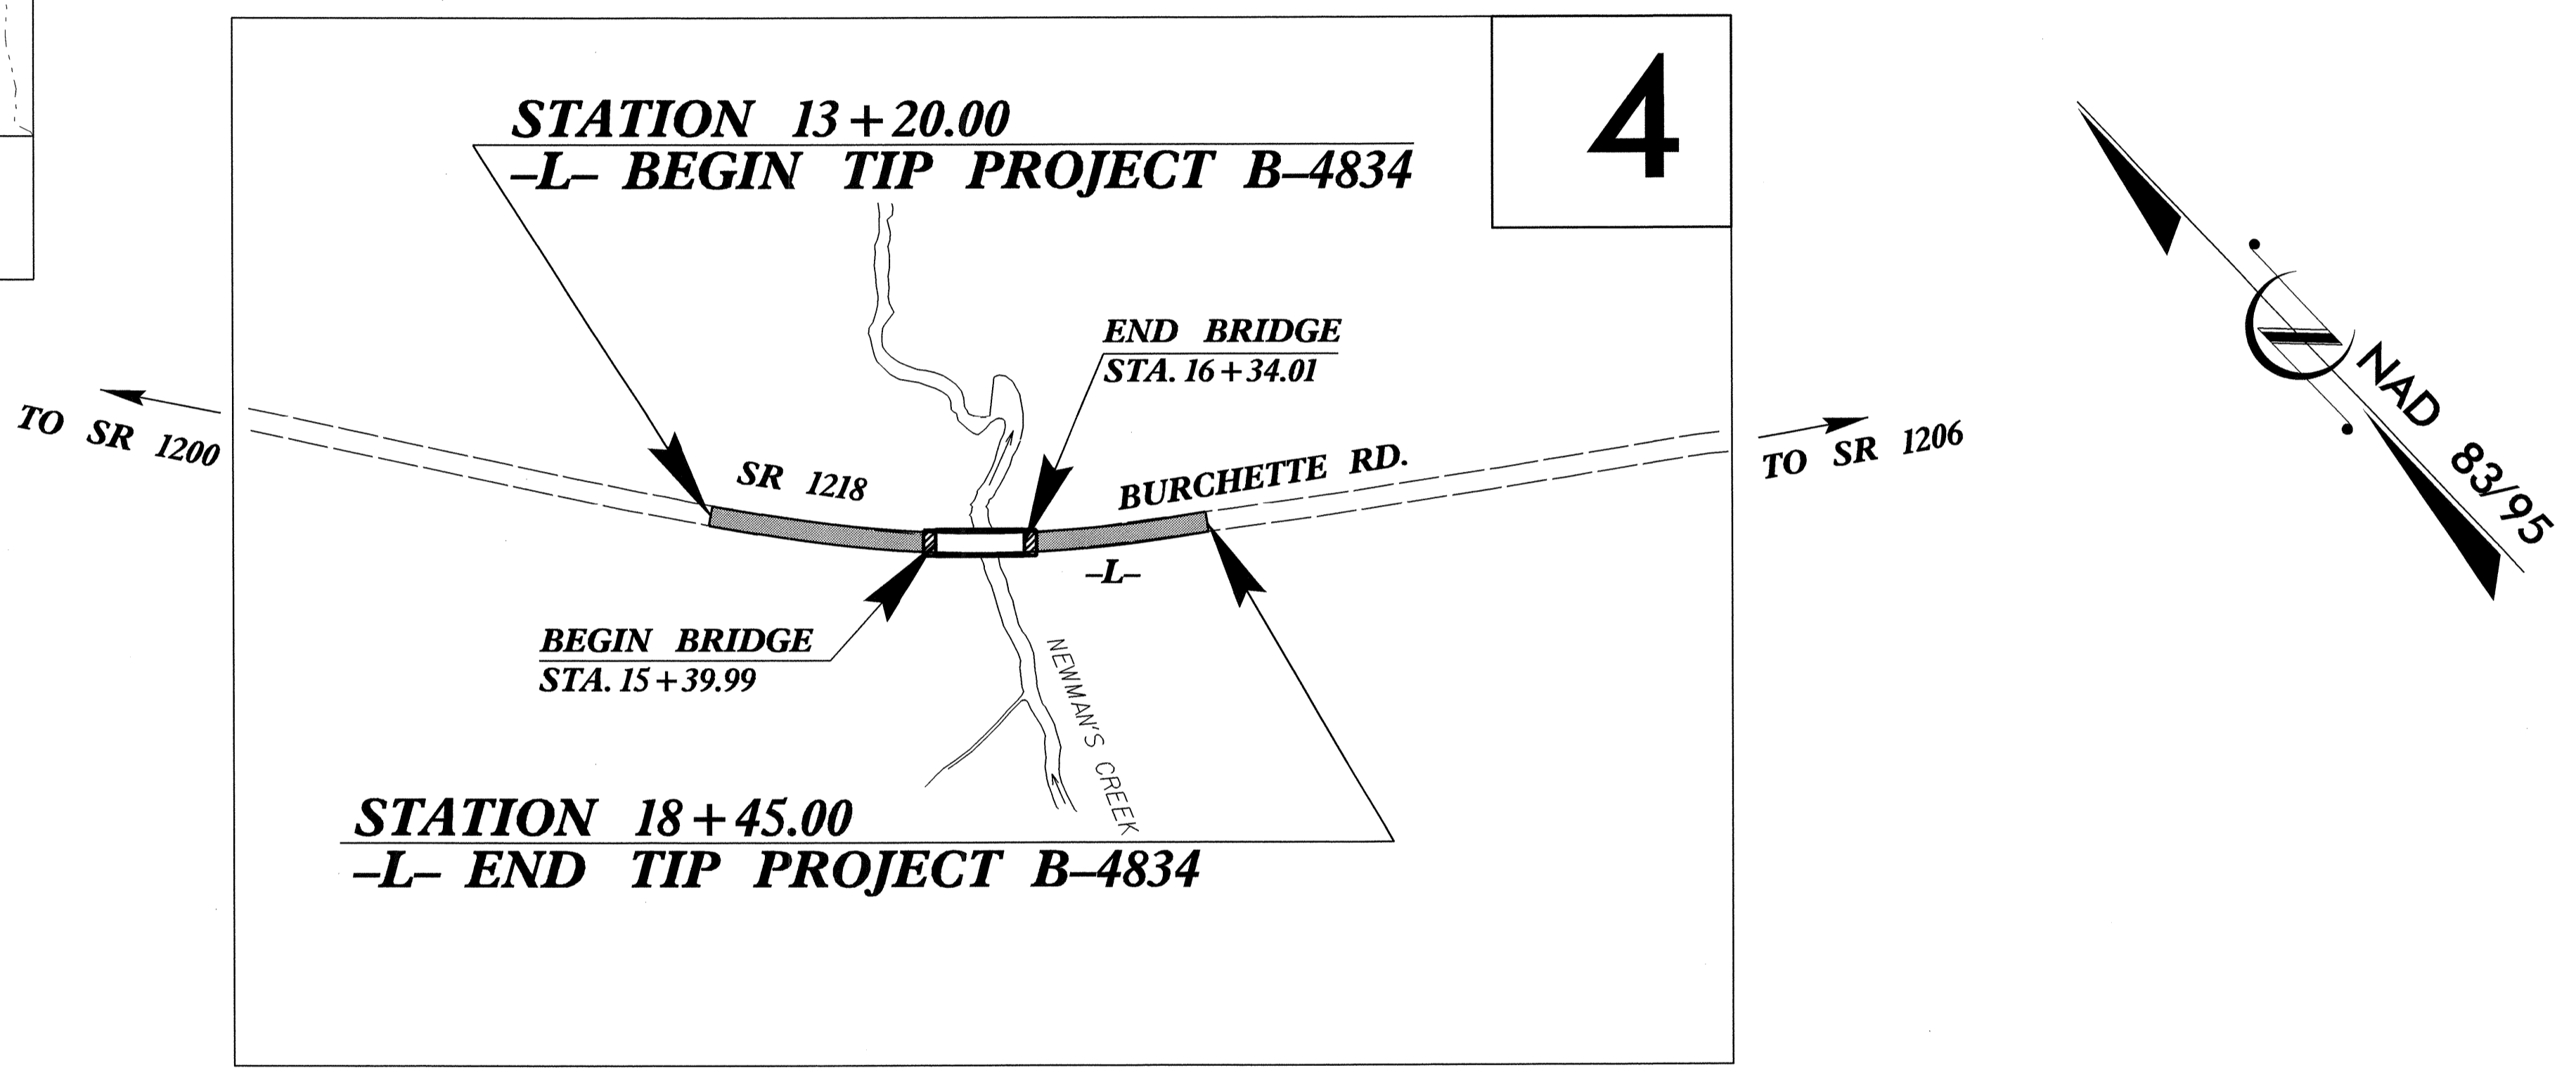 4
STATION 13+20.00
–L– BEGIN TIP PROJECT B–4834
END BRIDGE
STA. 16+34.01
TO SR 1200
SR 1218
BURCHETTE RD.
TO SR 1206
NAD 83/95
–L–
BEGIN BRIDGE
STA. 15+39.99
NEWMAN'S CREEK
STATION 18+45.00
–L– END TIP PROJECT B–4834